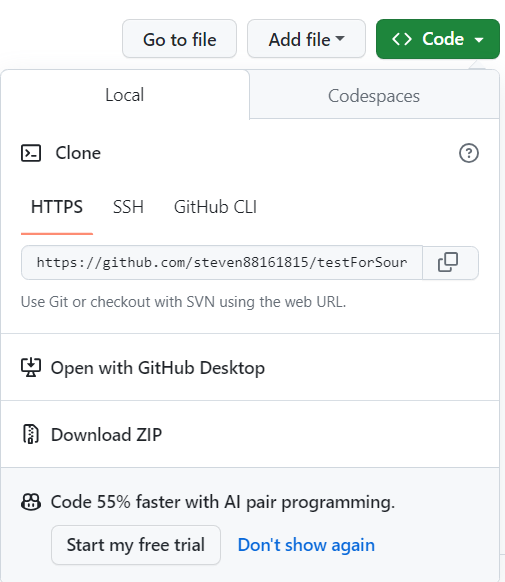 Go to file Add file Code
Local Codespaces
Clone
HTTPS SSH GitHub CLI
https://github.com/steven88161815/testForSour
Use Git or checkout with SVN using the web URL.
Open with GitHub Desktop
Download ZIP
Code 55% faster with AI pair programming.
Start my free trial Don't show again